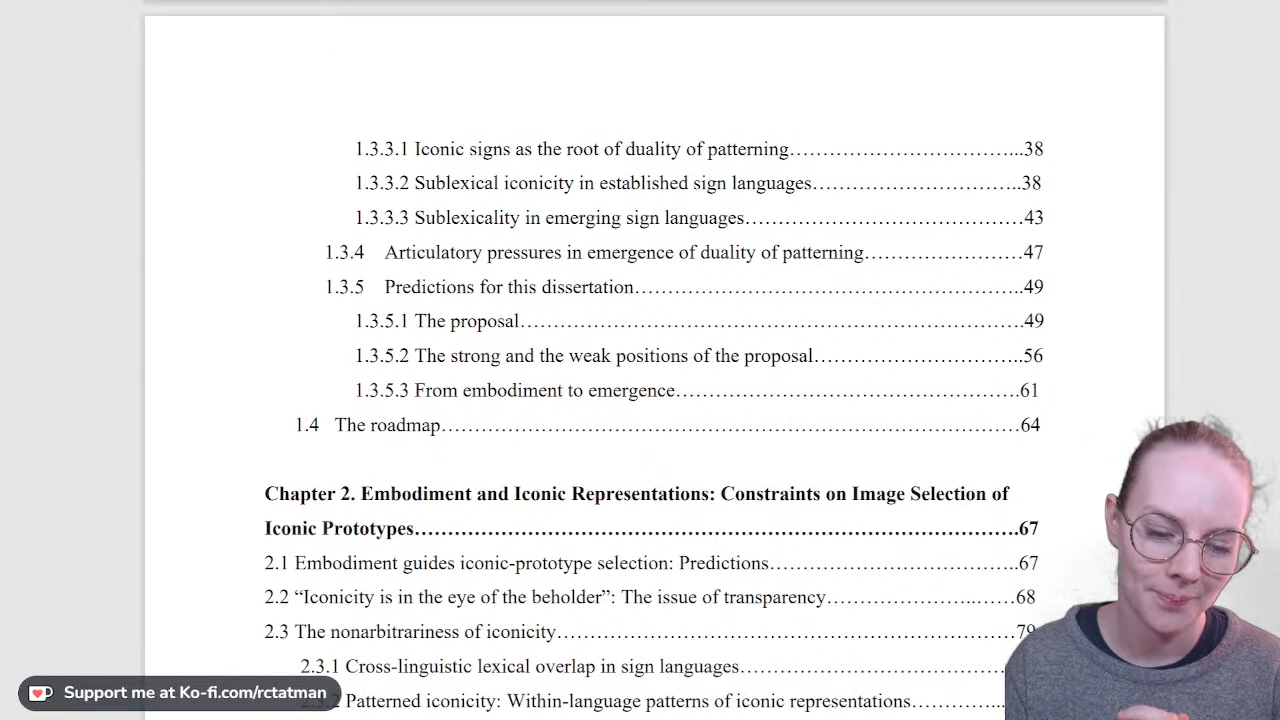 1.3.3.1 Iconic signs as the root of duality of patterning……………………………………...38
1.3.3.2 Sublexical iconicity in established sign languages…………………………………..38
1.3.3.3 Sublexicality in emerging sign languages……………………………………………43
1.3.4 Articulatory pressures in emergence of duality of patterning……………………….47
1.3.5 Predictions for this dissertation………………………………………………………..49
1.3.5.1 The proposal…………………………………………………………………………….49
1.3.5.2 The strong and the weak positions of the proposal…………………………………..56
1.3.5.3 From embodiment to emergence……………………………………………………….61
1.4 The roadmap…………………………………………………………………………………64
Chapter 2. Embodiment and Iconic Representations: Constraints on Image Selection of
Iconic Prototypes……………………………………………………………………………….67
2.1 Embodiment guides iconic-prototype selection: Predictions……………………………..67
2.2 “Iconicity is in the eye of the beholder”: The issue of transparency…………………..……68
2.3 The nonarbitrariness of iconicity……………………………………………………………79
2.3.1 Cross-linguistic lexical overlap in sign languages………………………………
Patterned iconicity: Within-language patterns of iconic representations…………...
Support me at Ko-fi.com/rctatman